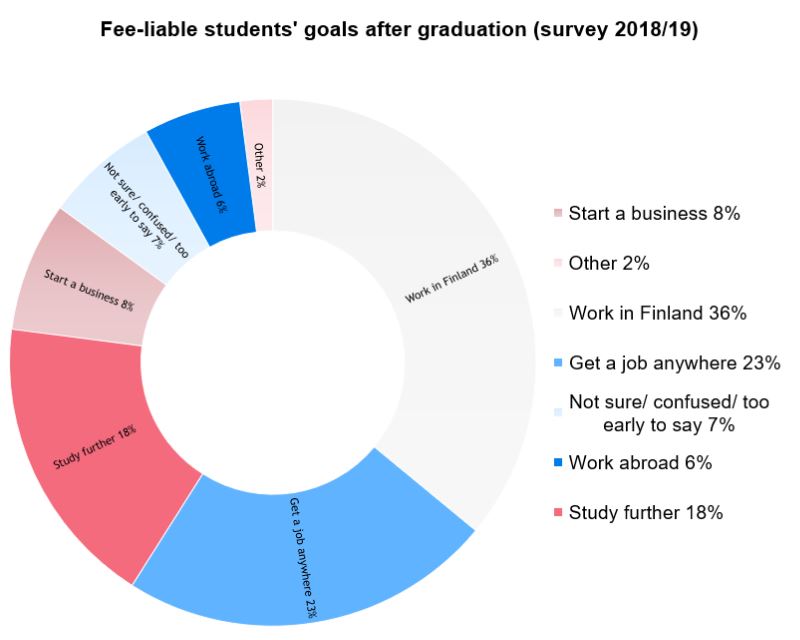 Fee-liable students' goals after graduation (survey 2018/19)
Work in Finland 36%
Get a job anywhere 23%
Study further 18%
Start a business 8%
Not sure/ confused/ too
early to say 7%
Work abroad 6%
Other 2%
Start a business 8%
Other 2%
Work in Finland 36%
Get a job anywhere 23%
Not sure/ confused/ too
early to say 7%
Work abroad 6%
Study further 18%